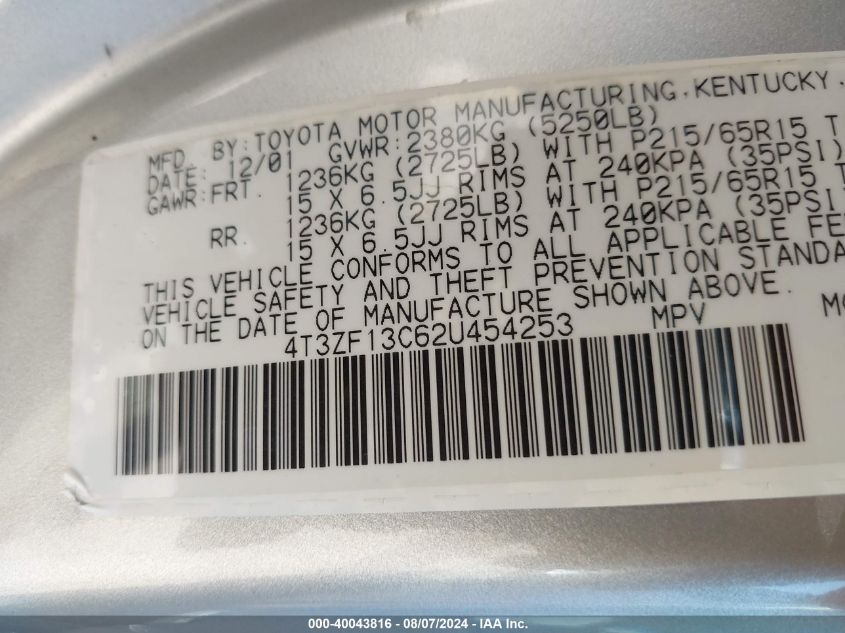 MFD. BY:TOYOTA MOTOR MANUFACTURING.KENTUCKY.
DATE: 12/01 GVWR:2380KG (5250LB)
GAWR:FRT. 1236KG (2725LB) WITH P215/65R15 T
15 X 6.5JJ RIMS AT 240KPA (35PSI)
RR. 1236KG (2725LB) WITH P215/65R15 T
15 X 6.5JJ RIMS AT 240KPA (35PSI
THIS VEHICLE CONFORMS TO ALL APPLICABLE FE
VEHICLE SAFETY AND THEFT PREVENTION STANDA
ON THE DATE OF MANUFACTURE SHOWN ABOVE.
4T3ZF13C62U454253 MPV
000-40043816 - 08/07/2024 - IAA Inc.